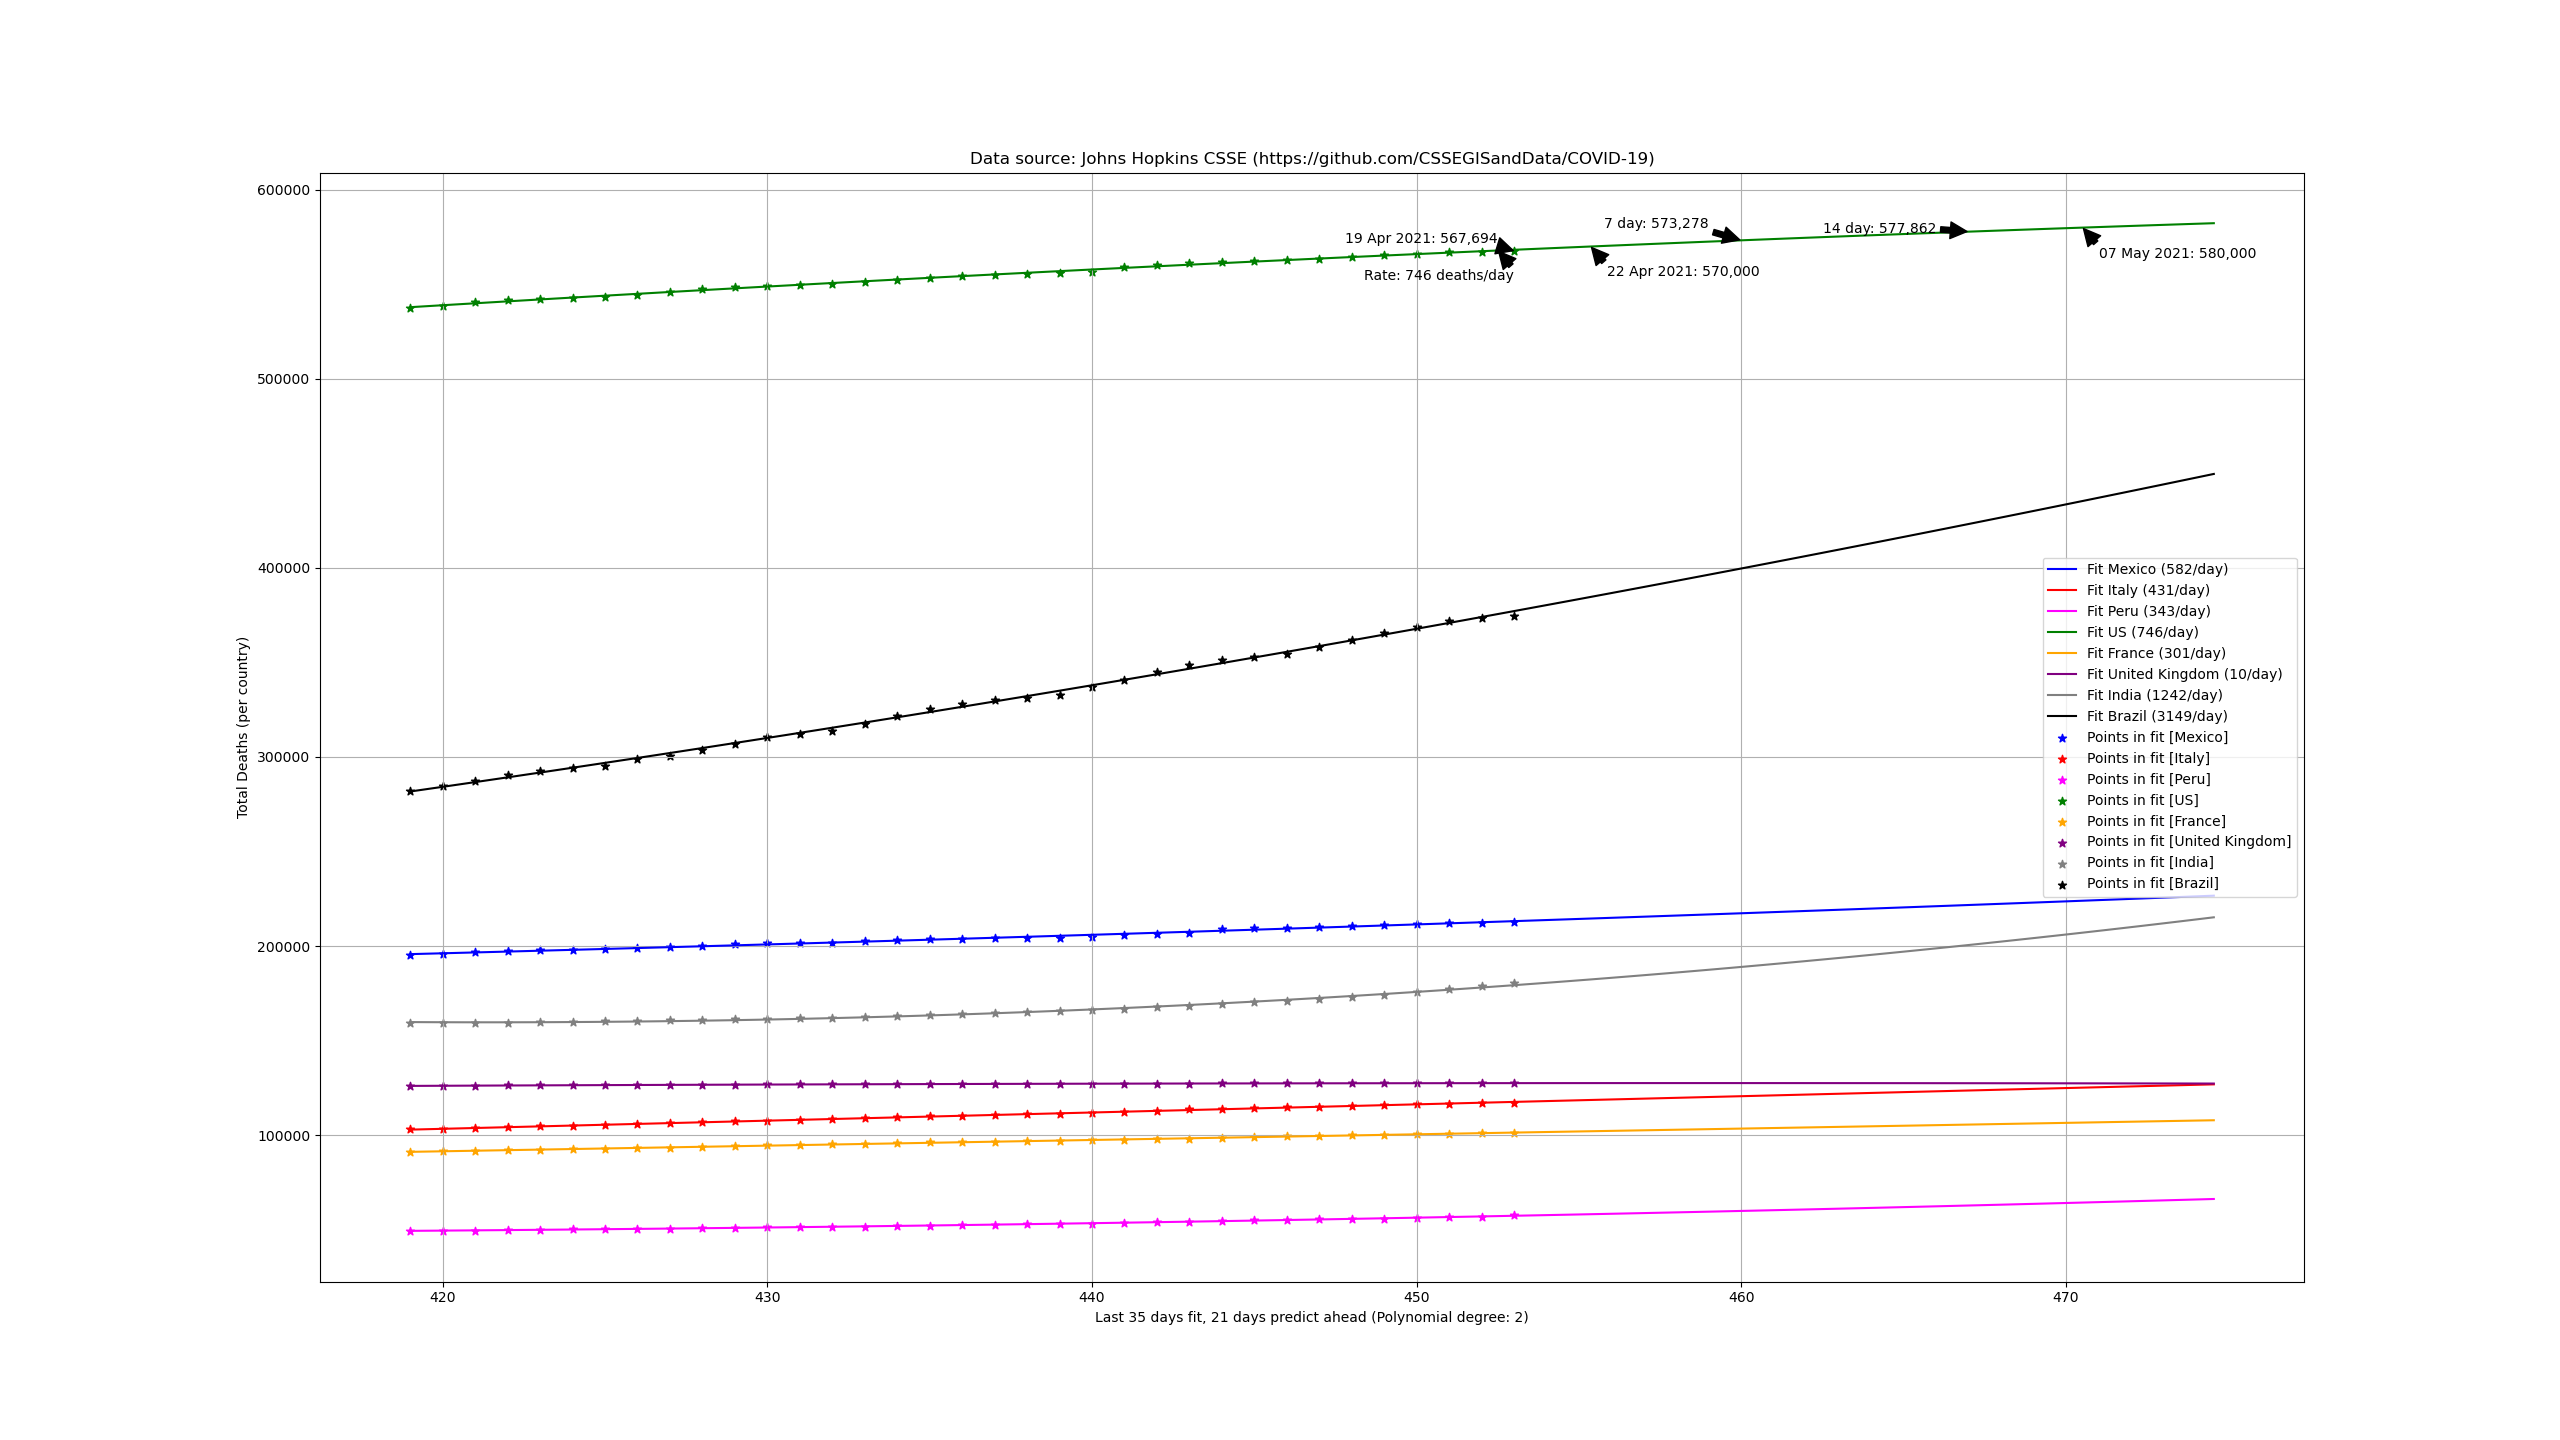 Data source: Johns Hopkins CSSE (https://github.com/CSSEGISandData/COVID-19)
600000
500000
400000
300000
200000
100000
Total Deaths (per country)
19 Apr 2021: 567,694
Rate: 746 deaths/day
7 day: 573,278
22 Apr 2021: 570,000
14 day: 577,862
07 May 2021: 580,000
Fit Mexico (582/day)
Fit Italy (431/day)
Fit Peru (343/day)
Fit US (746/day)
Fit France (301/day)
Fit United Kingdom (10/day)
Fit India (1242/day)
Fit Brazil (3149/day)
Points in fit [Mexico]
Points in fit [Italy]
Points in fit [Peru]
Points in fit [US]
Points in fit [France]
Points in fit [United Kingdom]
Points in fit [India]
Points in fit [Brazil]
420 430 440 450 460 470
Last 35 days fit, 21 days predict ahead (Polynomial degree: 2)